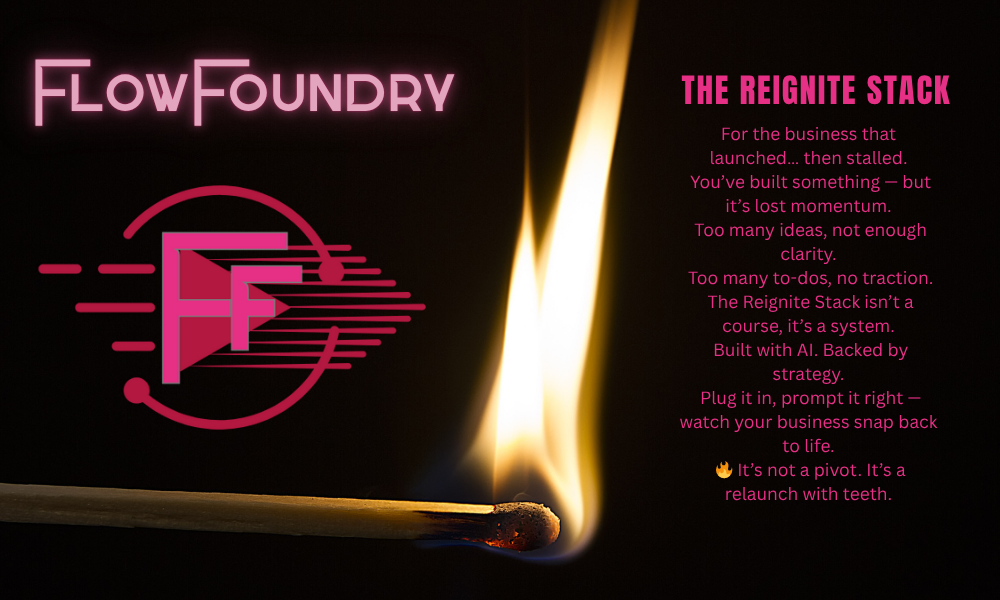 FLOWFOUNDRY
FF
THE REIGNITE STACK
For the business that
launched... then stalled.
You've built something — but
it's lost momentum.
Too many ideas, not enough
clarity.
Too many to-dos, no traction.
The Reignite Stack isn't a
course, it's a system.
Built with AI. Backed by
strategy.
Plug it in, prompt it right —
watch your business snap back
to life.
🔥 It's not a pivot. It's a
relaunch with teeth.